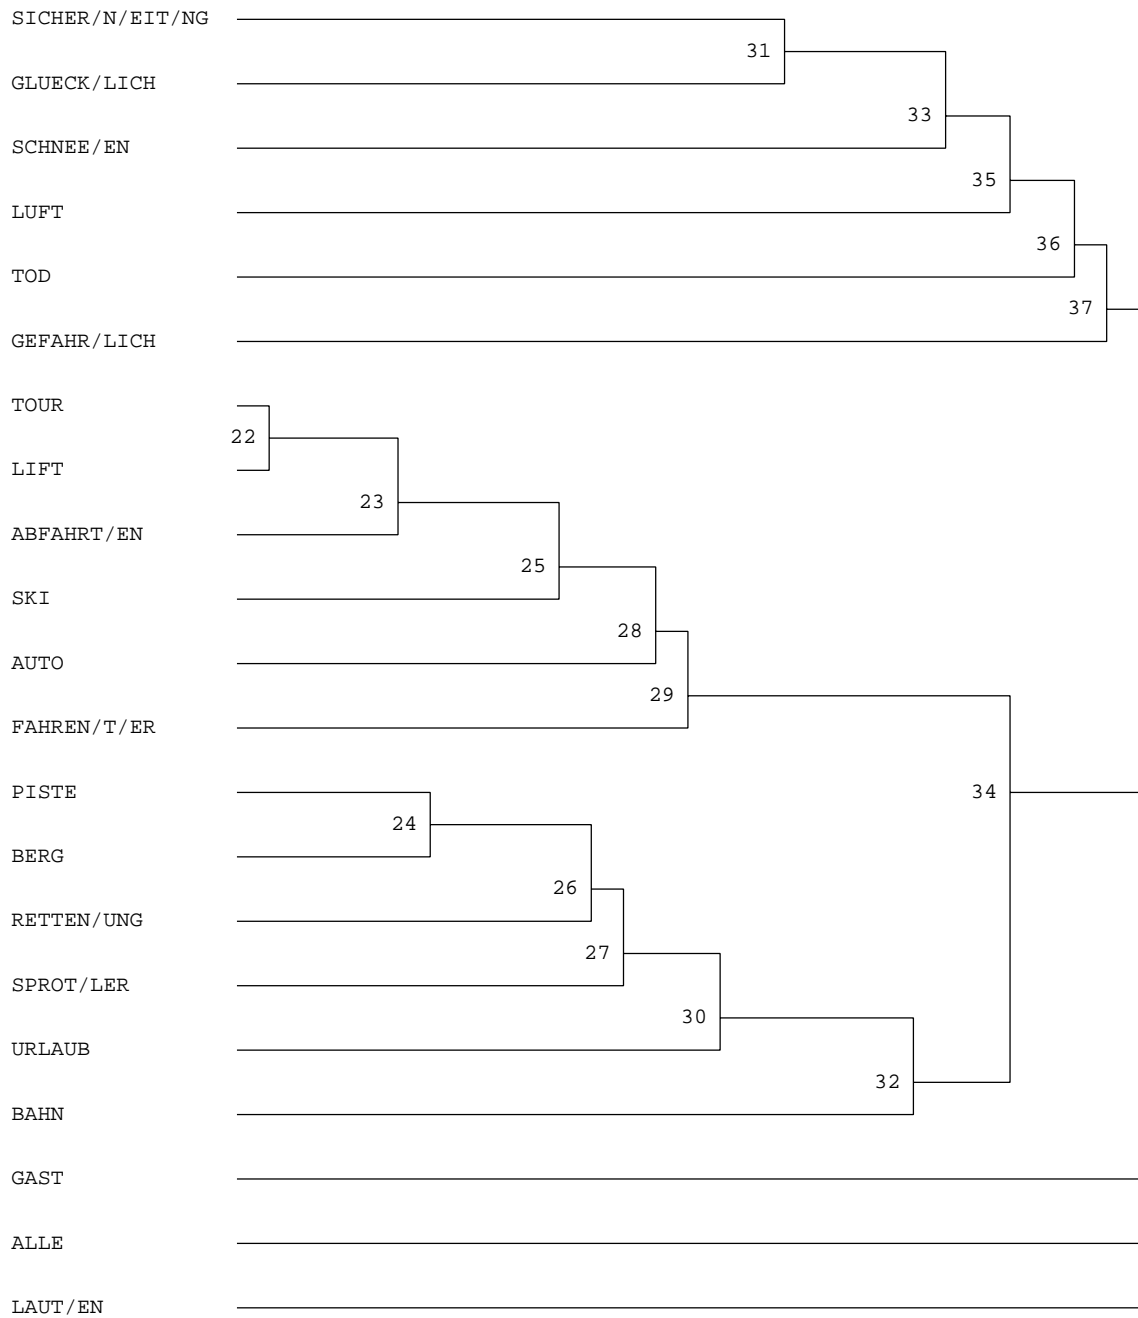 SICHER/N/EIT/NG
31
GLUECK/LICH
33
SCHNEE/EN
35
LUFT
36
TOD
37
GEFAHR/LICH
TOUR
22
LIFT
23
ABFAHRT/EN
25
SKI
28
AUTO
29
FAHREN/T/ER
PISTE
34
24
BERG
26
RETTEN/UNG
27
SPROT/LER
30
URLAUB
32
BAHN
GAST
ALLE
LAUT/EN